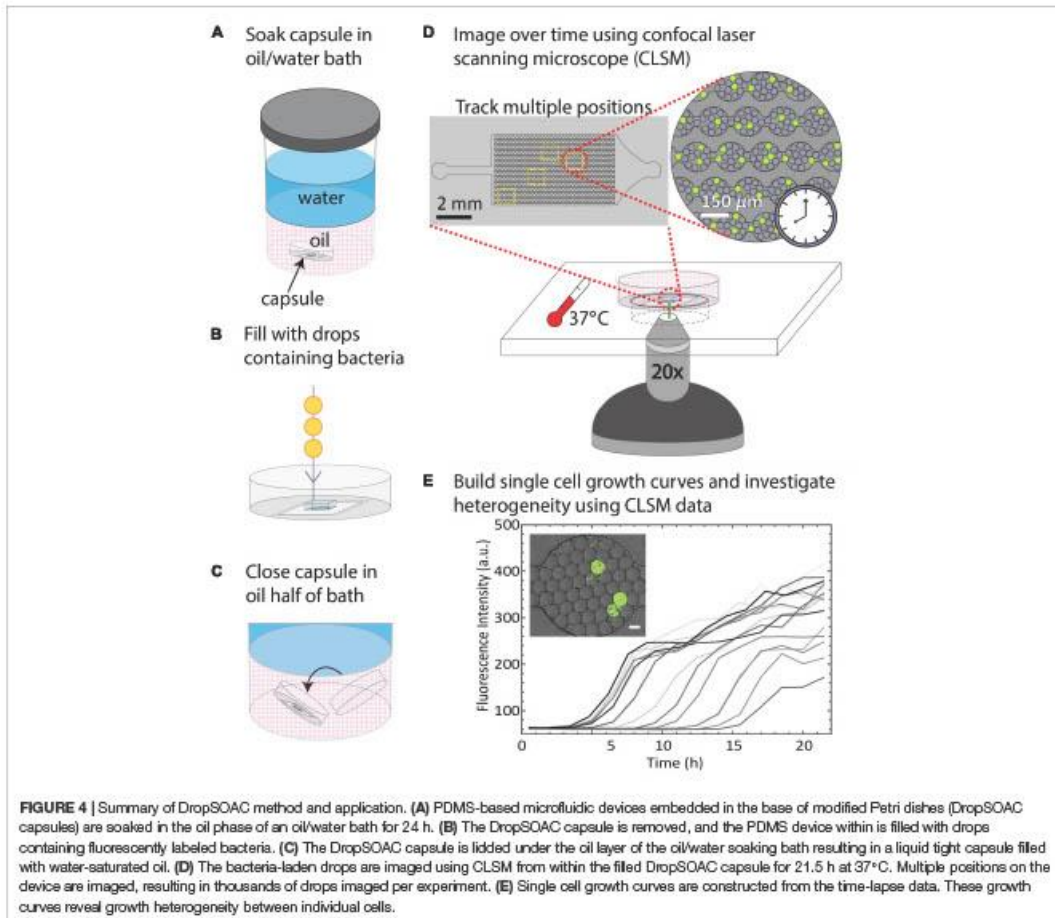 A Soak capsule in
oil/water bath
water
oil
capsule
B Fill with drops
containing bacteria
C Close capsule in
oil half of bath
D Image over time using confocal laser
scanning microscope (CLSM)
Track multiple positions
2 mm
150 µm
37°C
20x
E Build single cell growth curves and investigate
heterogeneity using CLSM data
Fluorescence Intensity (a.u.)
500
400
300
200
100
0 5 10 15 20
Time (h)
FIGURE 4 | Summary of DropSOAC method and application. (A) PDMS-based microfluidic devices embedded in the base of modified Petri dishes (DropSOAC
capsules) are soaked in the oil phase of an oil/water bath for 24 h. (B) The DropSOAC capsule is removed, and the PDMS device within is filled with drops
containing fluorescently labeled bacteria. (C) The DropSOAC capsule is lidded under the oil layer of the oil/water soaking bath resulting in a liquid tight capsule filled
with water-saturated oil. (D) The bacteria-laden drops are imaged using CLSM from within the filled DropSOAC capsule for 21.5 h at 37°C. Multiple positions on the
device are imaged, resulting in thousands of drops imaged per experiment. (E) Single cell growth curves are constructed from the time-lapse data. These growth
curves reveal growth heterogeneity between individual cells.